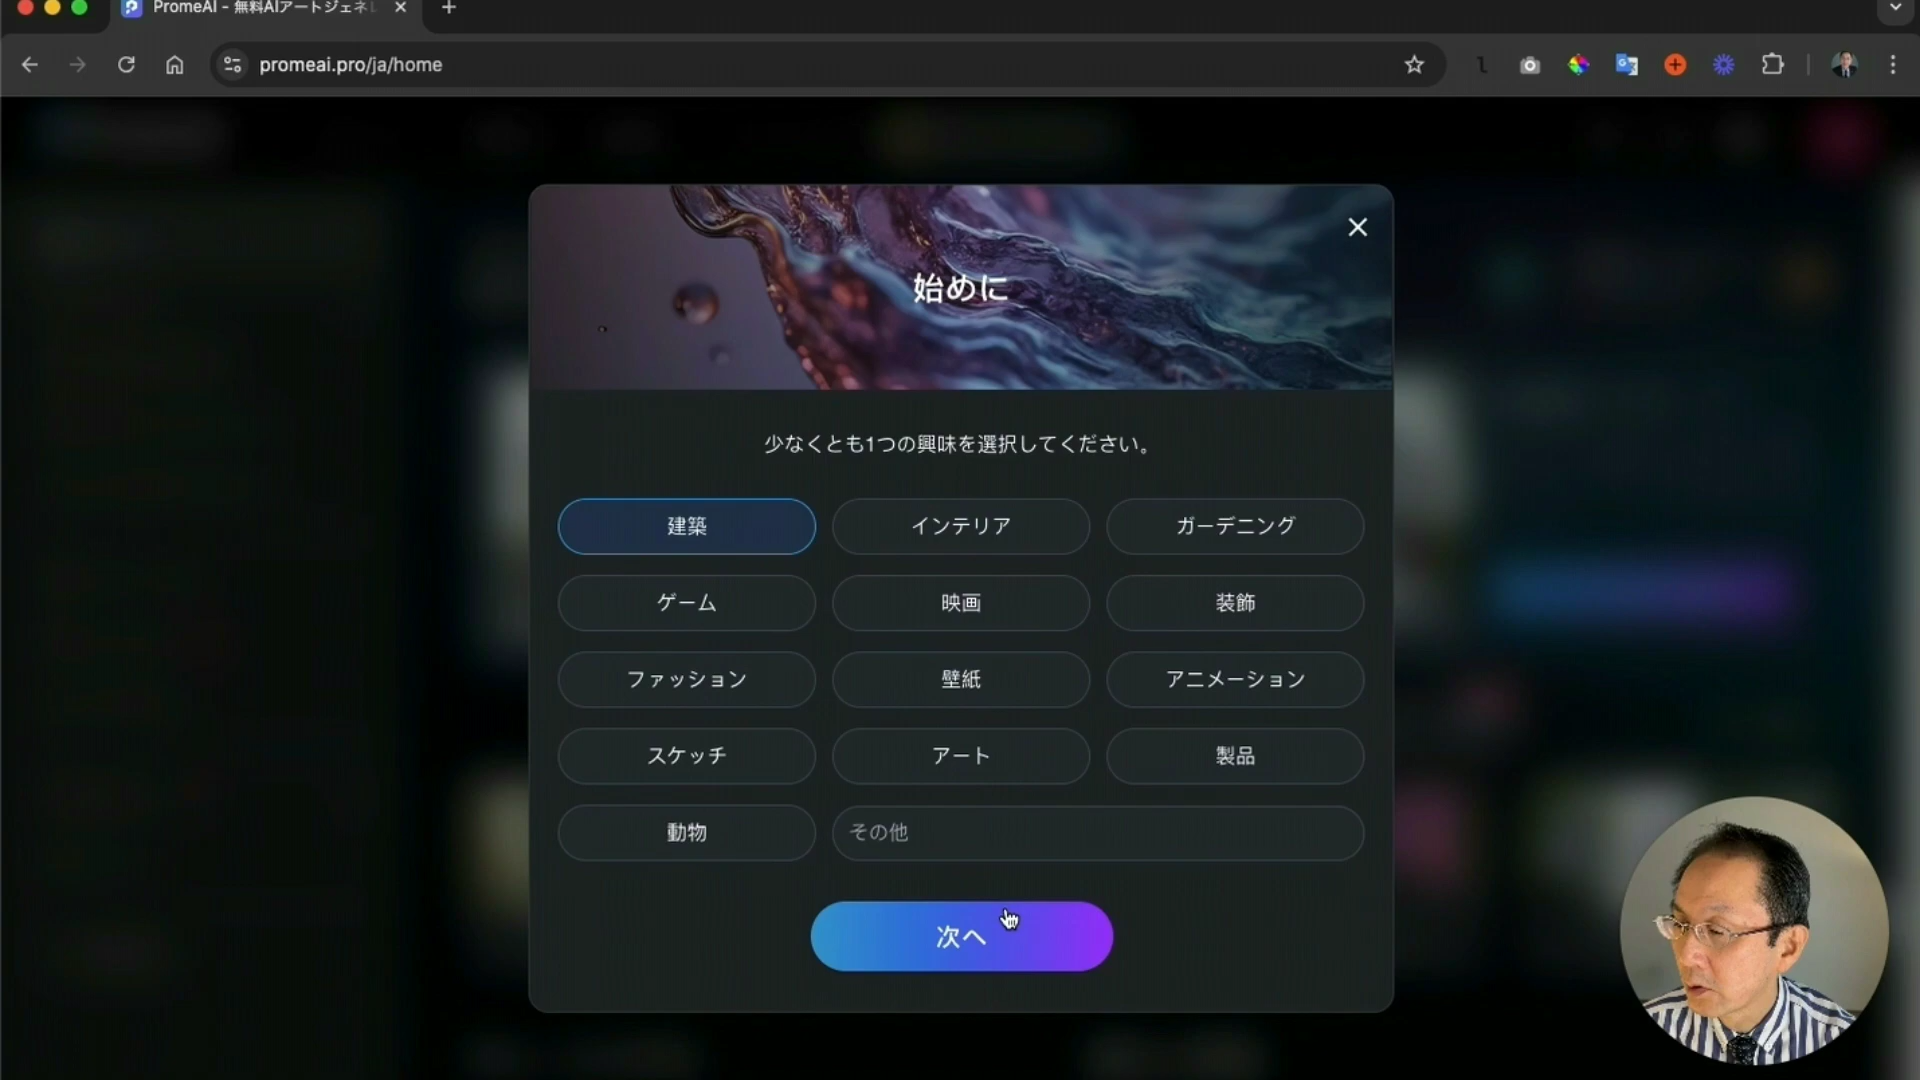 PromeAI - 無料AIアートジェネレ
promeai.pro/ja/home
始めに
少なくとも1つの興味を選択してください。
建築
インテリア
ガーデニング
ゲーム
映画
装飾
ファッション
壁紙
アニメーション
スケッチ
アート
製品
動物
その他
次へ